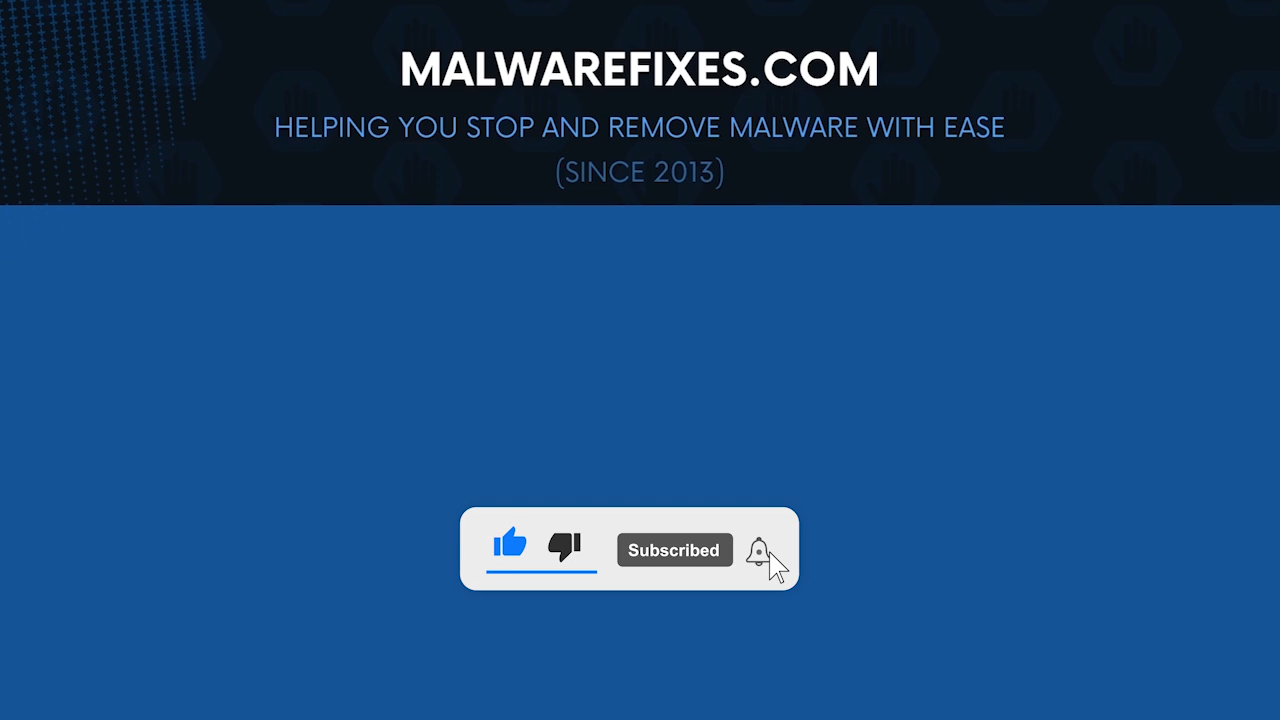 MALWAREFIXES.COM
HELPING YOU STOP AND REMOVE MALWARE WITH EASE
(SINCE 2013)
Subscribed